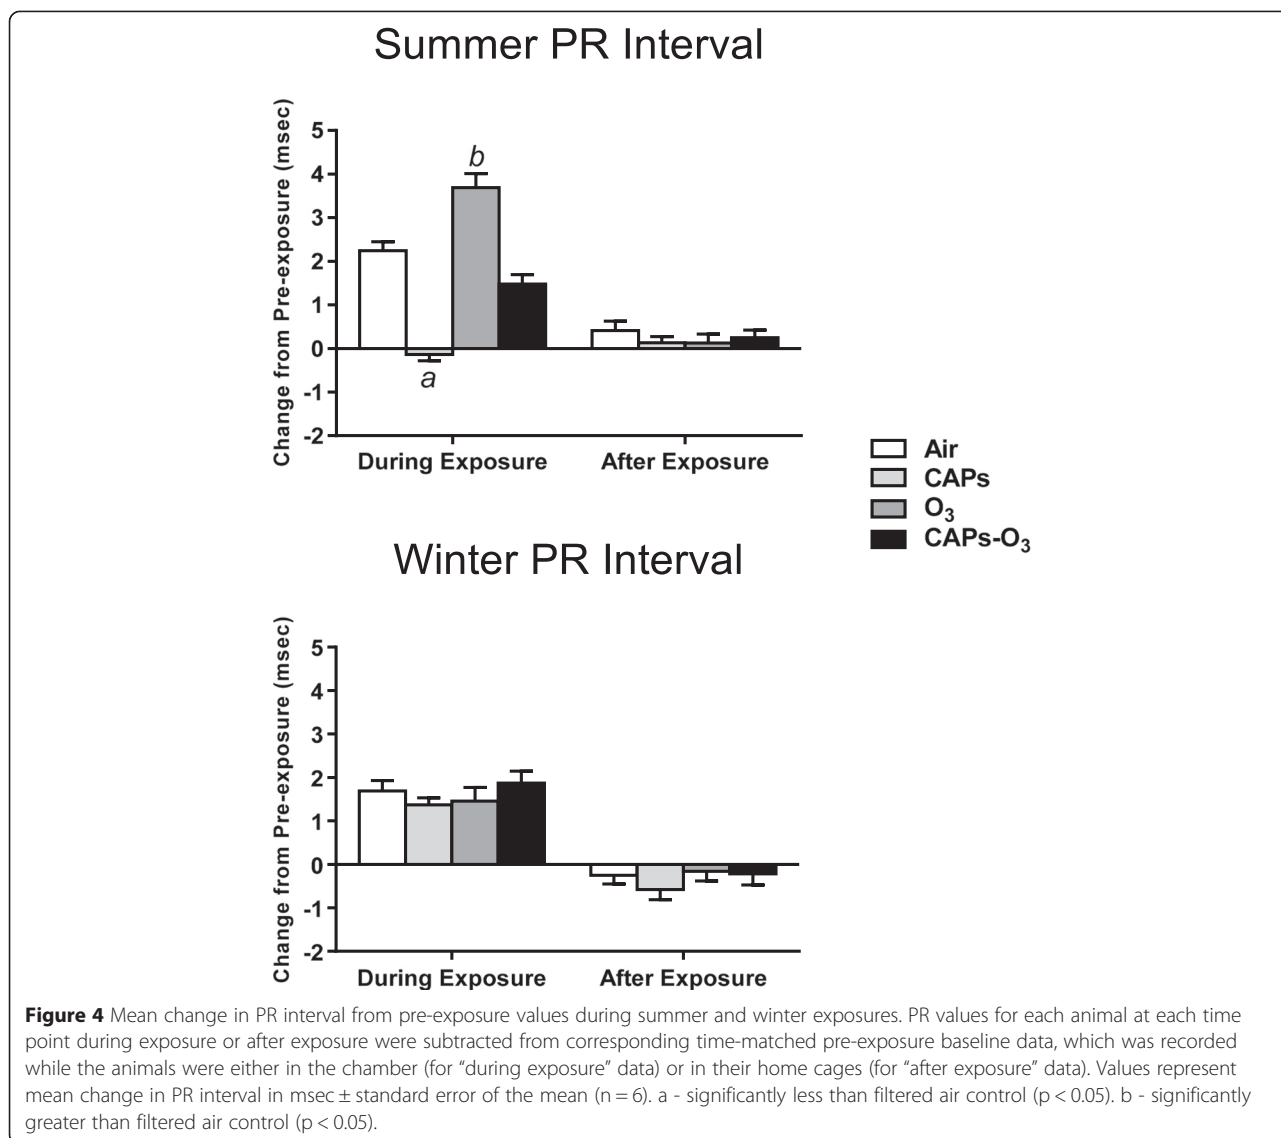 Summer PR Interval
Change from Pre-exposure (msec)
5
4
3
2
1
0
-1
-2
b
a
During Exposure
After Exposure
Air
CAPs
O3
CAPs-O3
Winter PR Interval
Change from Pre-exposure (msec)
5
4
3
2
1
0
-1
-2
During Exposure
After Exposure
Figure 4 Mean change in PR interval from pre-exposure values during summer and winter exposures. PR values for each animal at each time
point during exposure or after exposure were subtracted from corresponding time-matched pre-exposure baseline data, which was recorded
while the animals were either in the chamber (for “during exposure” data) or in their home cages (for “after exposure” data). Values represent
mean change in PR interval in msec ± standard error of the mean (n = 6). a - significantly less than filtered air control (p < 0.05). b - significantly
greater than filtered air control (p < 0.05).